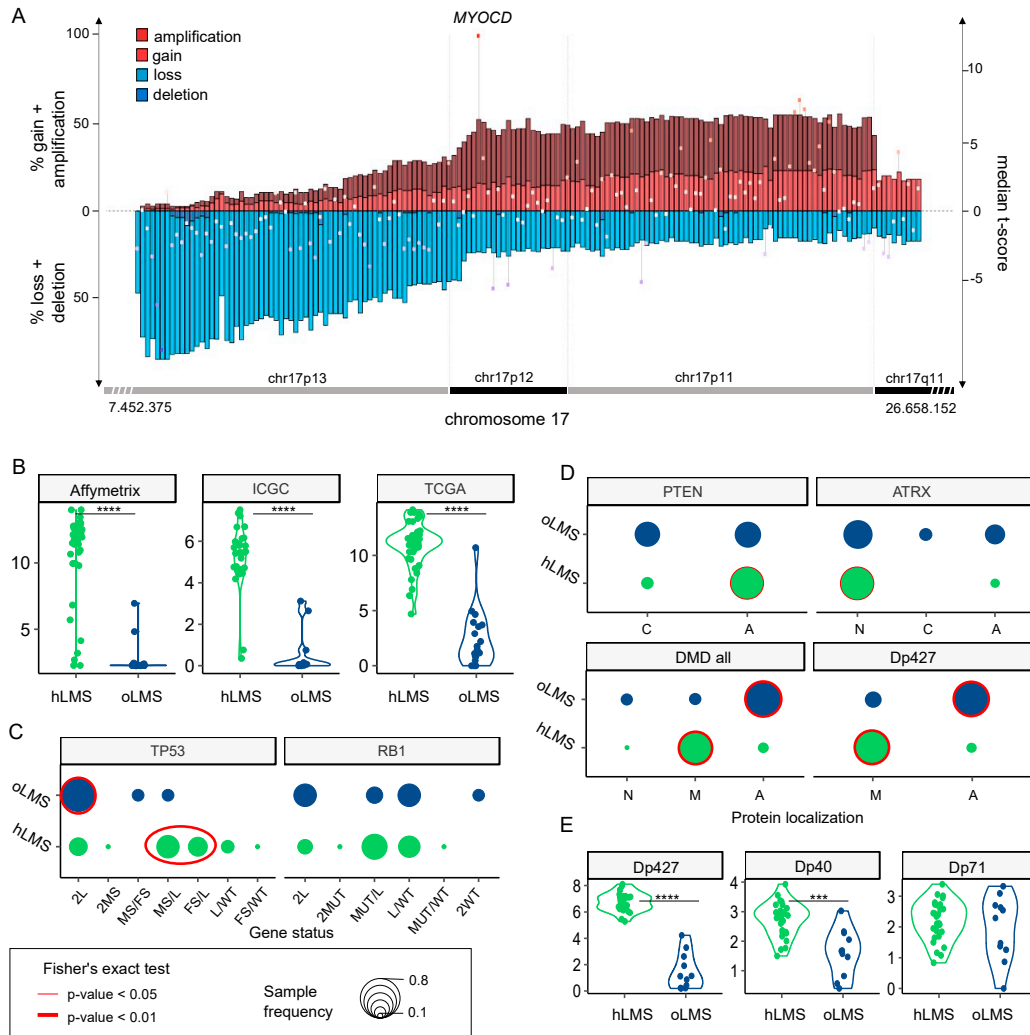 A
MYOCD
100
50
0
50
% gain +
amplification
% loss +
deletion
amplification
gain
loss
deletion
10
5
0
−5
median t-score
chr17p13
chr17p12
chr17p11
chr17q11
7.452.375
chromosome 17
26.658.152
B
Affymetrix
****
10
5
hLMS
oLMS
ICGC
****
6
4
2
0
hLMS
oLMS
TCGA
****
10
5
0
hLMS
oLMS
C
TP53
RB1
oLMS
hLMS
2L
2MS
MS/FS
MS/L
FS/L
L/WT
FS/WT
2L
2MUT
MUT/L
L/WT
MUT/WT
2WT
Gene status
Fisher's exact test
p-value < 0.05
p-value < 0.01
Sample
frequency
0.8
0.1
D
PTEN
ATRX
oLMS
hLMS
C
A
N
C
A
DMD all
Dp427
oLMS
hLMS
N
M
A
M
A
Protein localization
E
Dp427
****
8
6
4
2
0
hLMS
oLMS
Dp40
***
4
3
2
1
0
hLMS
oLMS
Dp71
3
2
1
0
hLMS
oLMS